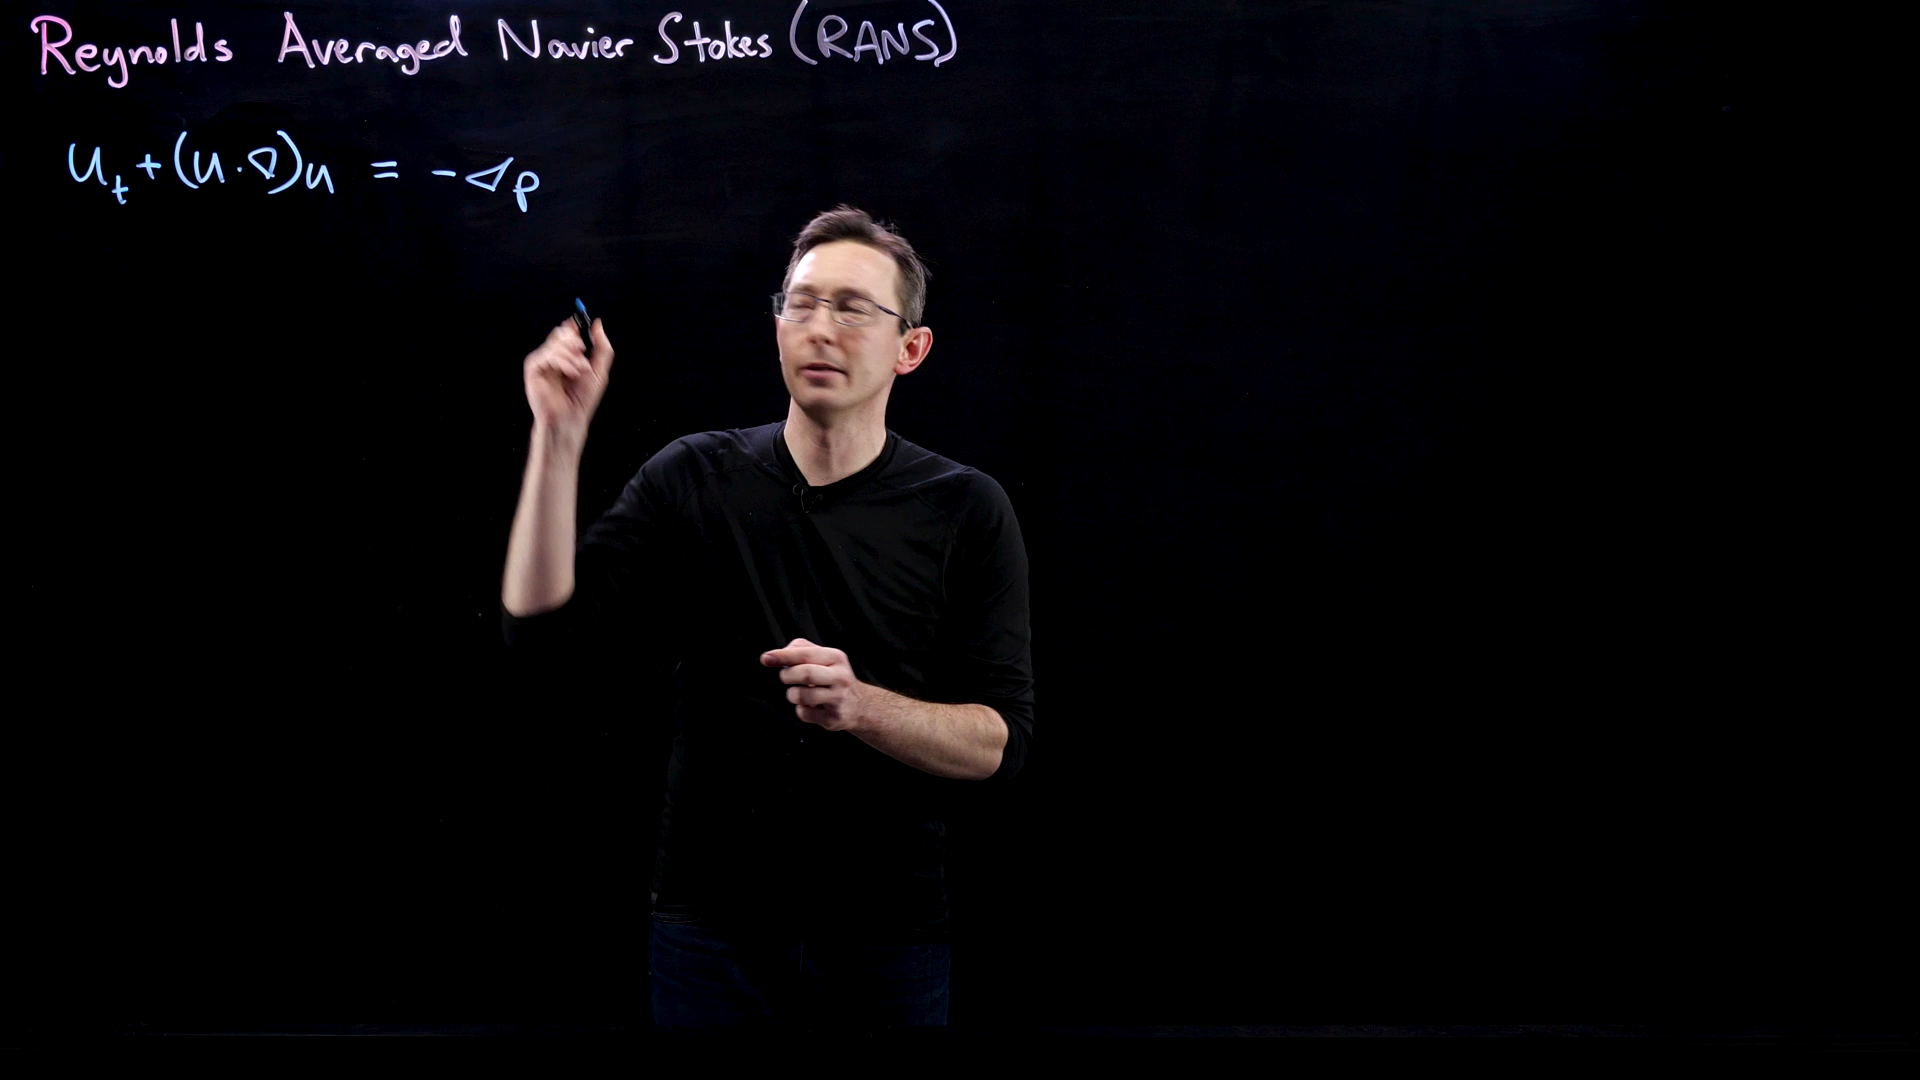 Reynolds Averaged Navier Stokes (RANS)
u_t + (u·∇)u = -∇p